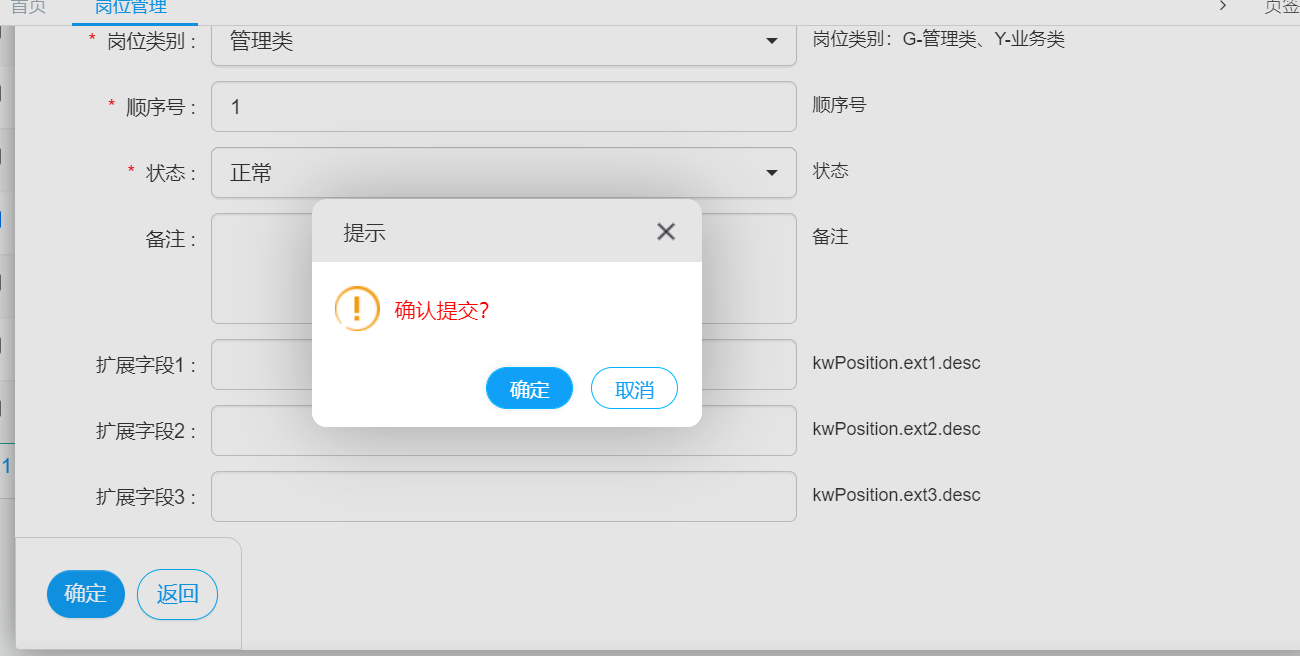 首页 岗位管理 页签
* 岗位类别 : 管理类 岗位类别：G-管理类、Y-业务类
* 顺序号 : 1 顺序号
* 状态 : 正常 状态
备注 : 备注
提示
确认提交?
确定 取消
扩展字段1 : kwPosition.ext1.desc
扩展字段2 : kwPosition.ext2.desc
1
扩展字段3 : kwPosition.ext3.desc
确定 返回